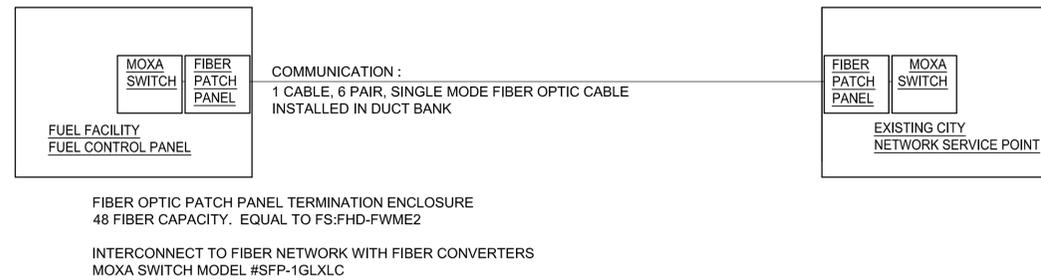 MOXA
SWITCH
FIBER
PATCH
PANEL
FUEL FACILITY
FUEL CONTROL PANEL
COMMUNICATION :
1 CABLE, 6 PAIR, SINGLE MODE FIBER OPTIC CABLE
INSTALLED IN DUCT BANK
FIBER
PATCH
PANEL
MOXA
SWITCH
EXISTING CITY
NETWORK SERVICE POINT
FIBER OPTIC PATCH PANEL TERMINATION ENCLOSURE
48 FIBER CAPACITY. EQUAL TO FS:FHD-FWME2
INTERCONNECT TO FIBER NETWORK WITH FIBER CONVERTERS
MOXA SWITCH MODEL #SFP-1GLXLC